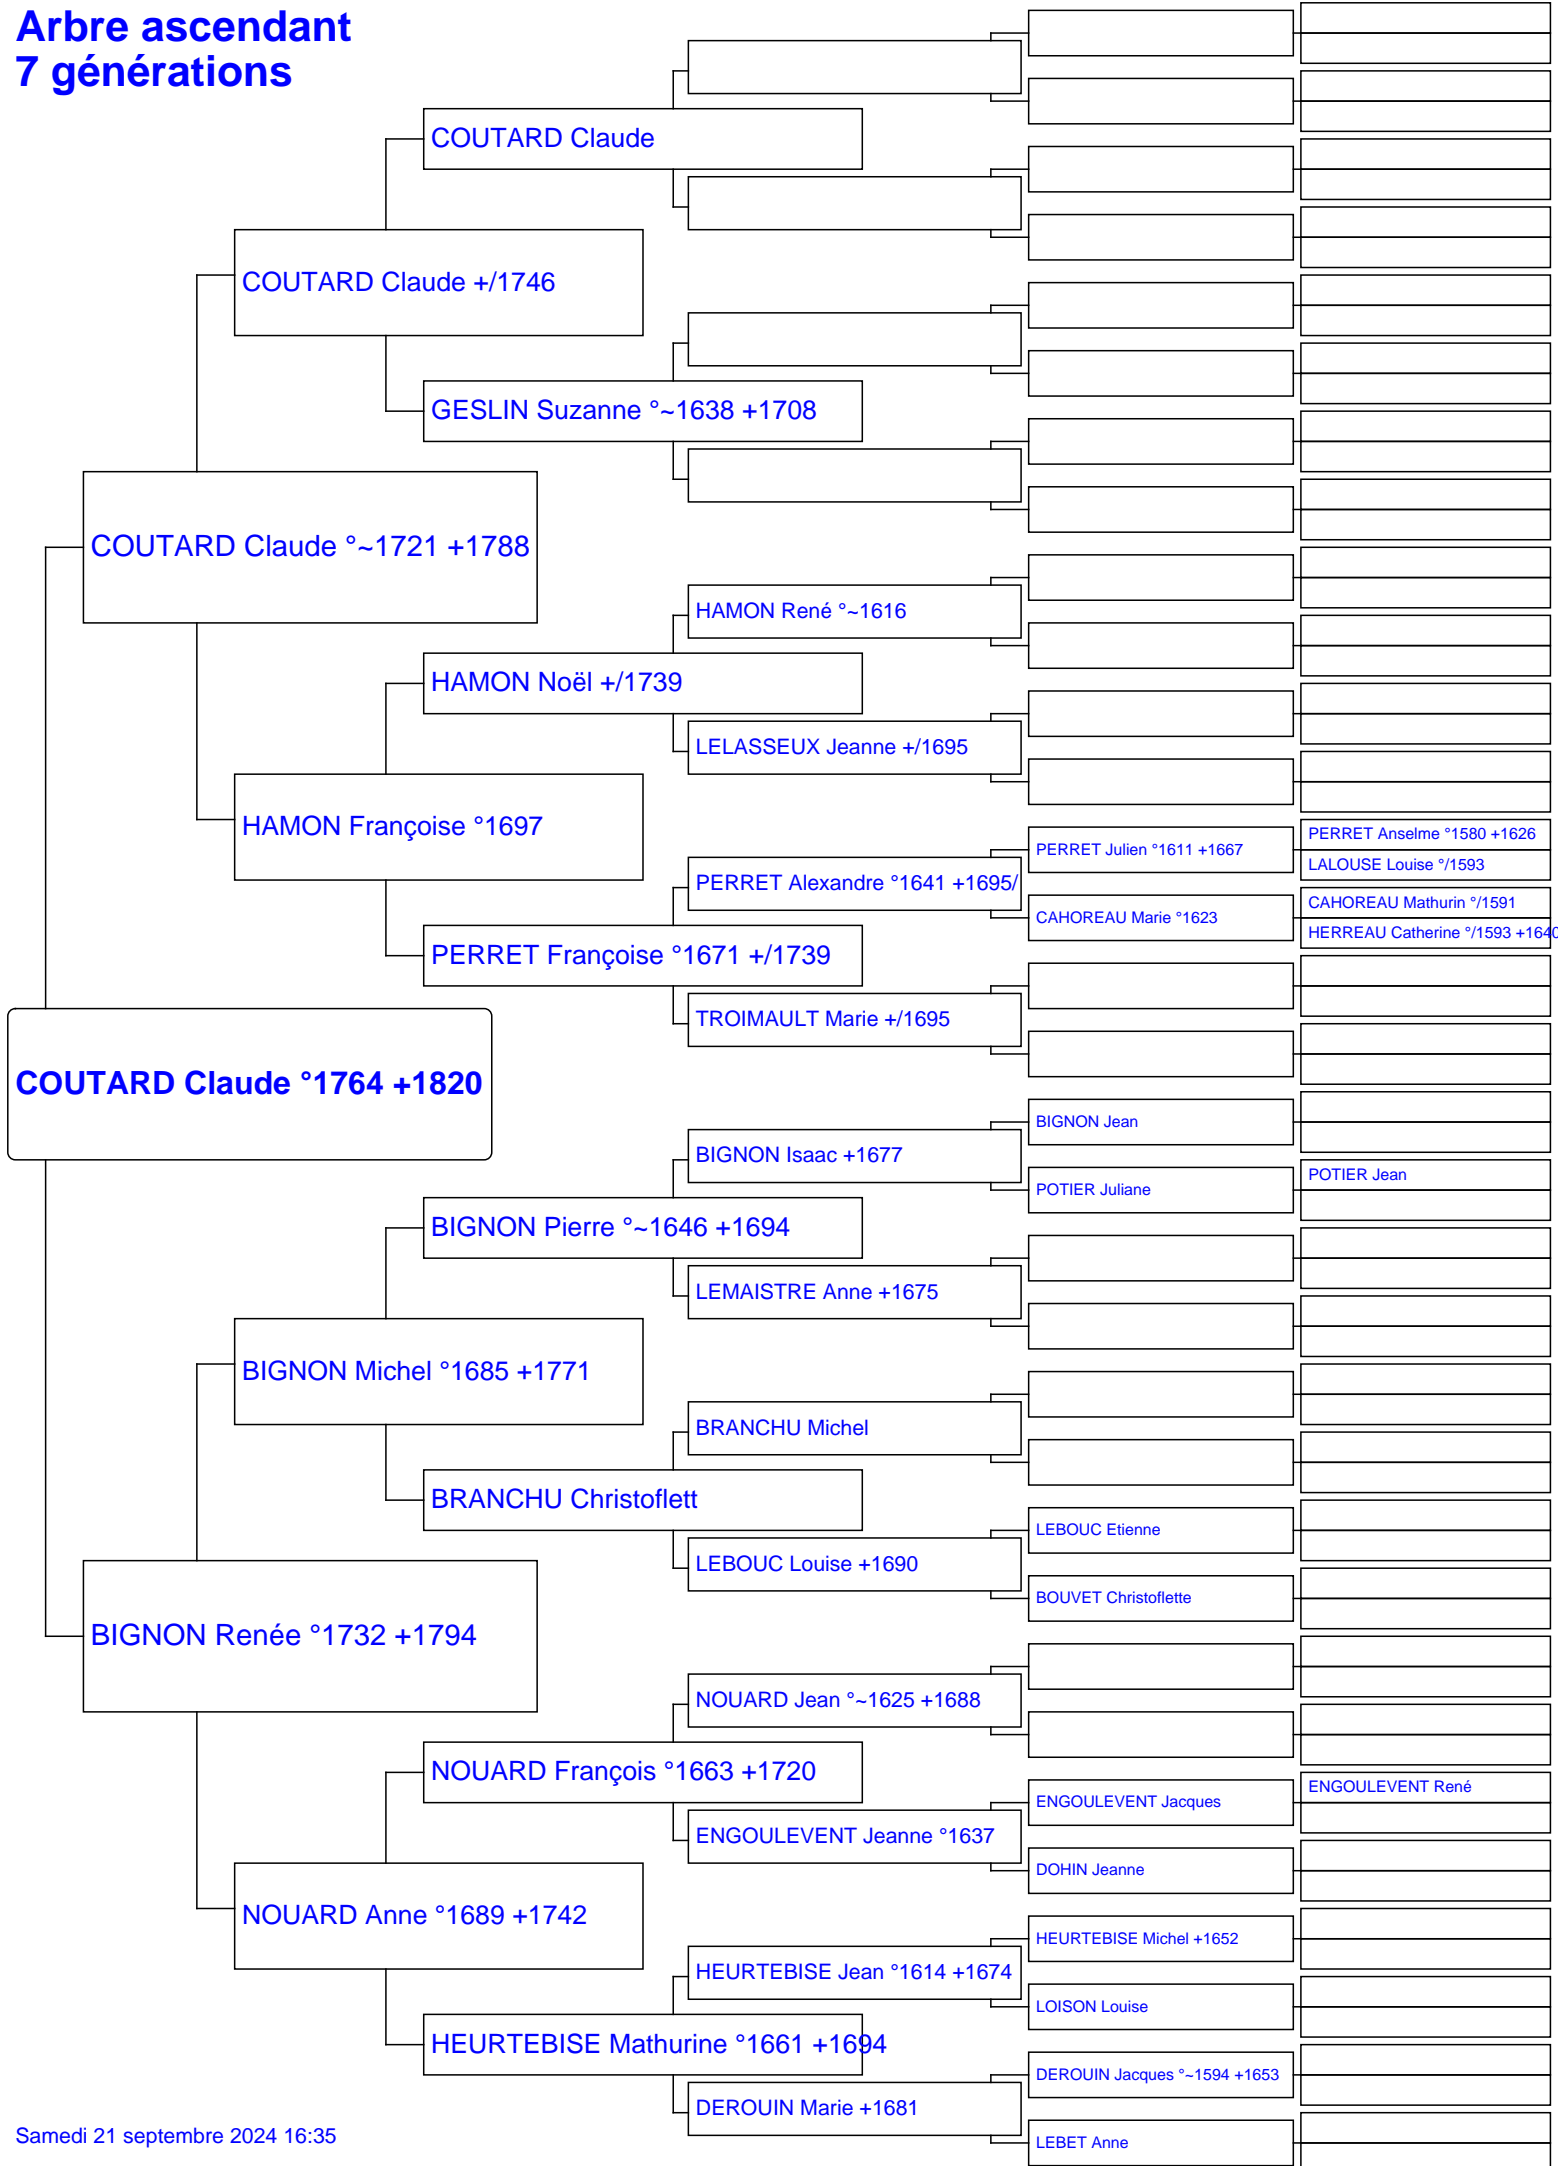 Arbre ascendant
7 générations
COUTARD Claude
COUTARD Claude +/1746
GESLIN Suzanne °~1638 +1708
COUTARD Claude °~1721 +1788
HAMON René °~1616
HAMON Noël +/1739
LELASSEUX Jeanne +/1695
HAMON Françoise °1697
PERRET Anselme °1580 +1626
PERRET Julien °1611 +1667
LALOUSE Louise °/1593
PERRET Alexandre °1641 +1695/
CAHOREAU Mathurin °/1591
CAHOREAU Marie °1623
HERREAU Catherine °/1593 +1640
PERRET Françoise °1671 +/1739
TROIMAULT Marie +/1695
COUTARD Claude °1764 +1820
BIGNON Jean
BIGNON Isaac +1677
POTIER Jean
POTIER Juliane
BIGNON Pierre °~1646 +1694
LEMAISTRE Anne +1675
BIGNON Michel °1685 +1771
BRANCHU Michel
BRANCHU Christoflett
LEBOUC Etienne
LEBOUC Louise +1690
BOUVET Christoflette
BIGNON Renée °1732 +1794
NOUARD Jean °~1625 +1688
NOUARD François °1663 +1720
ENGOULEVENT René
ENGOULEVENT Jacques
ENGOULEVENT Jeanne °1637
DOHIN Jeanne
NOUARD Anne °1689 +1742
HEURTEBISE Michel +1652
HEURTEBISE Jean °1614 +1674
LOISON Louise
HEURTEBISE Mathurine °1661 +1694
DEROUIN Jacques °~1594 +1653
DEROUIN Marie +1681
LEBET Anne
Samedi 21 septembre 2024 16:35